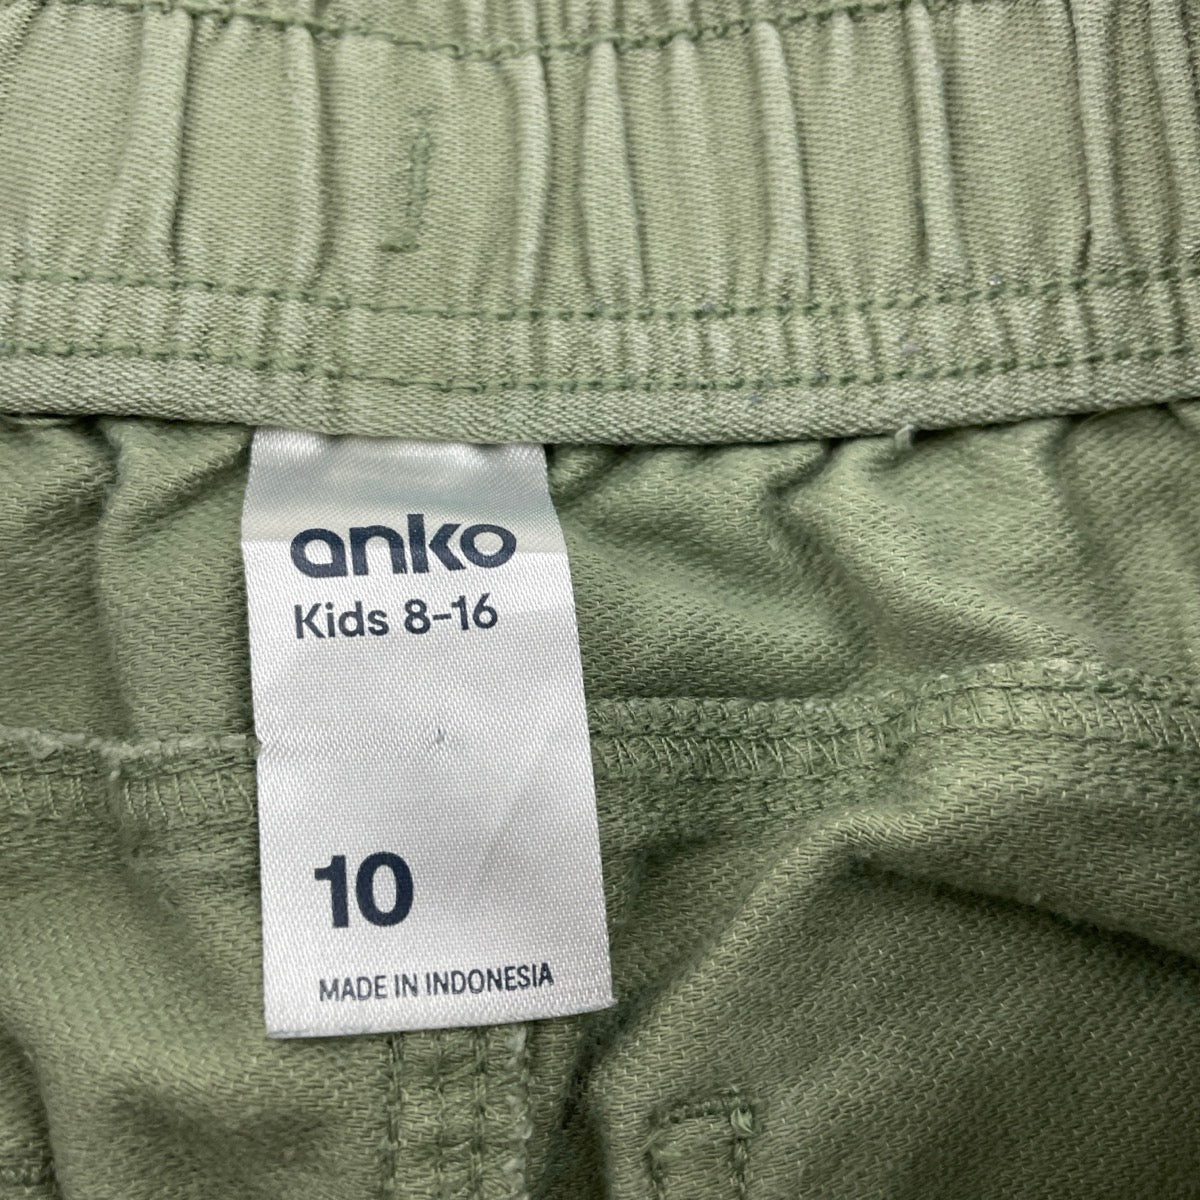 anko
Kids 8-16
10
MADE IN INDONESIA